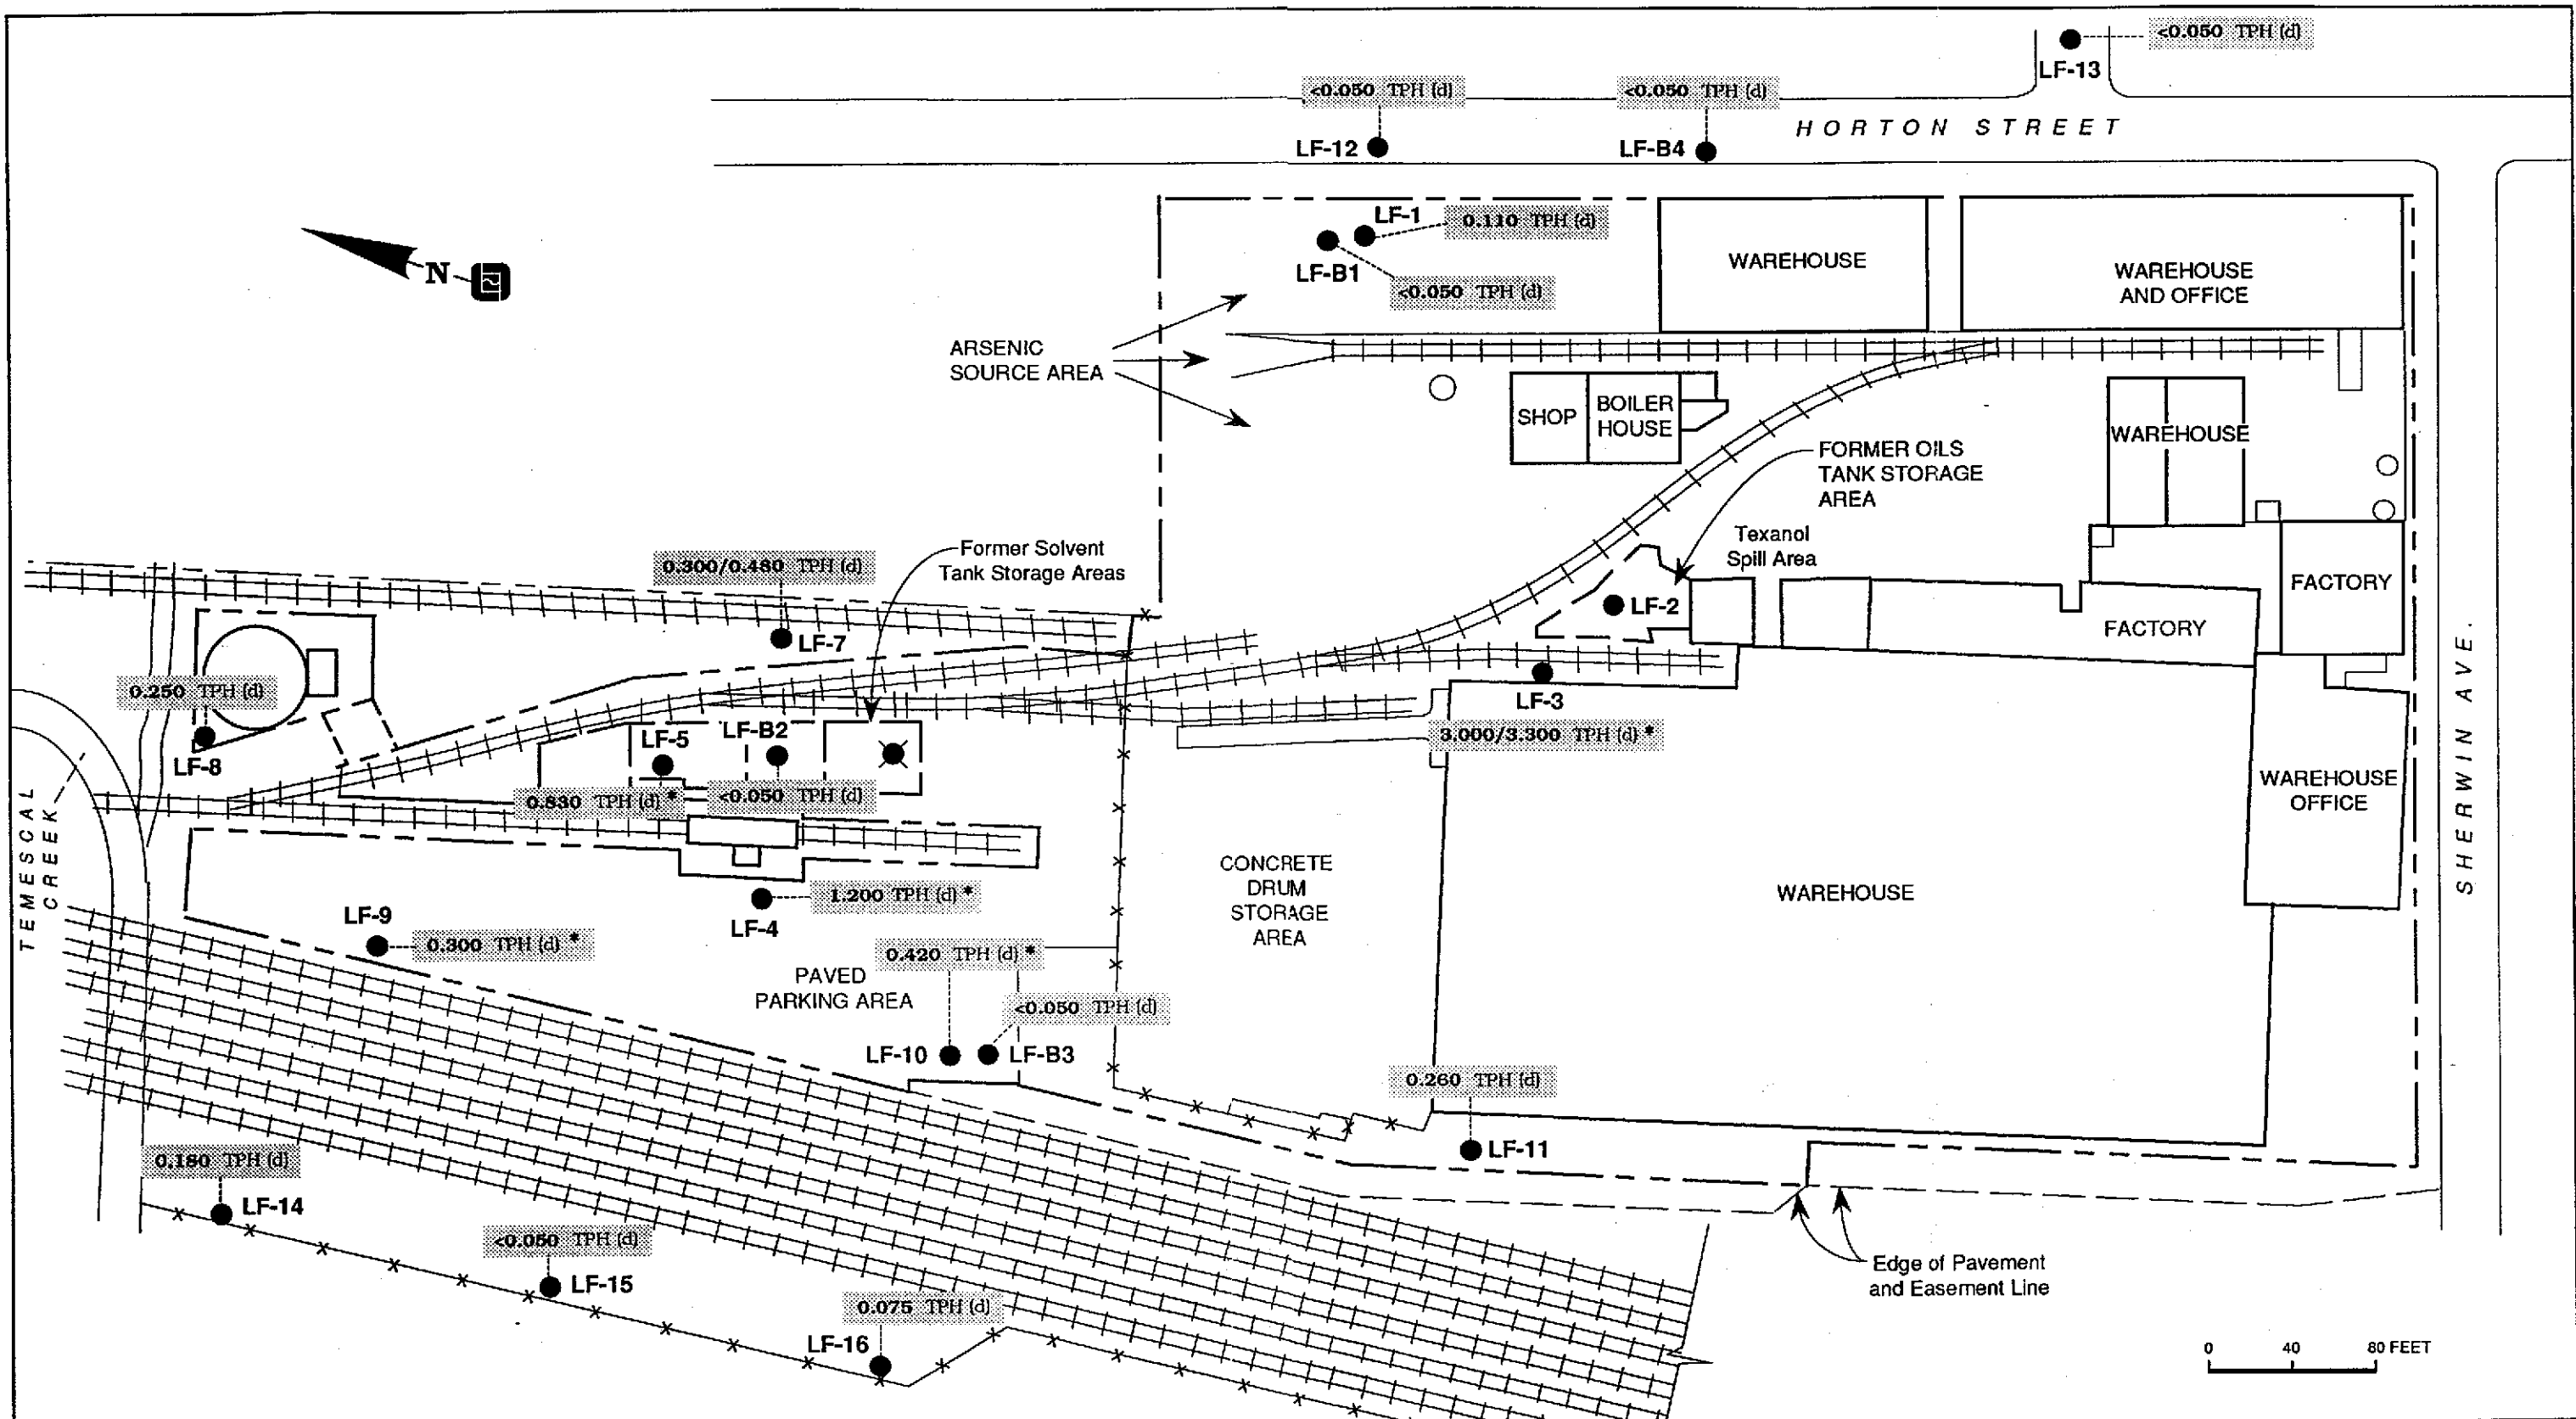 <0.050 TPH (d)
LF-13
<0.050 TPH (d)
<0.050 TPH (d)
HORTON STREET
LF-12
LF-B4
LF-1
0.110 TPH (d)
LF-B1
<0.050 TPH (d)
N
WAREHOUSE
WAREHOUSE
AND OFFICE
ARSENIC
SOURCE AREA
SHOP
BOILER
HOUSE
WAREHOUSE
FORMER OILS
TANK STORAGE
AREA
Texanol
Spill Area
Former Solvent
Tank Storage Areas
0.300/0.480 TPH (d)
LF-7
LF-2
FACTORY
FACTORY
SHERWIN AVE.
0.250 TPH (d)
LF-8
LF-5
LF-B2
LF-3
3.000/3.300 TPH (d) *
0.830 TPH (d) *
<0.050 TPH (d)
WAREHOUSE
OFFICE
TEMESCAL
CREEK
CONCRETE
DRUM
STORAGE
AREA
WAREHOUSE
1.200 TPH (d) *
LF-4
LF-9
0.300 TPH (d) *
0.420 TPH (d) *
PAVED
PARKING AREA
<0.050 TPH (d)
LF-10
LF-B3
0.260 TPH (d)
LF-11
0.180 TPH (d)
LF-14
<0.050 TPH (d)
LF-15
0.075 TPH (d)
LF-16
Edge of Pavement
and Easement Line
0 40 80 FEET